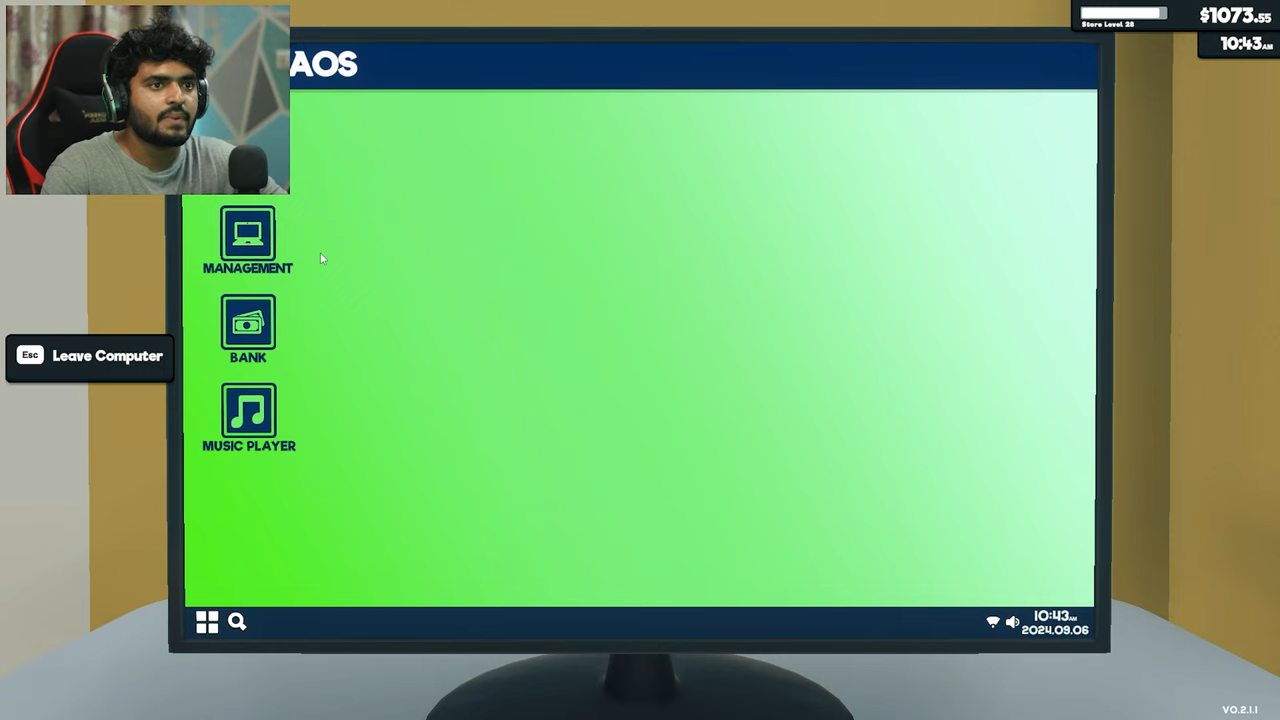 $1073.55
Store Level 28
10:43AM
AOS
MANAGEMENT
Esc Leave Computer
BANK
MUSIC PLAYER
10:43AM
2024.09.06
V0.2.1.1